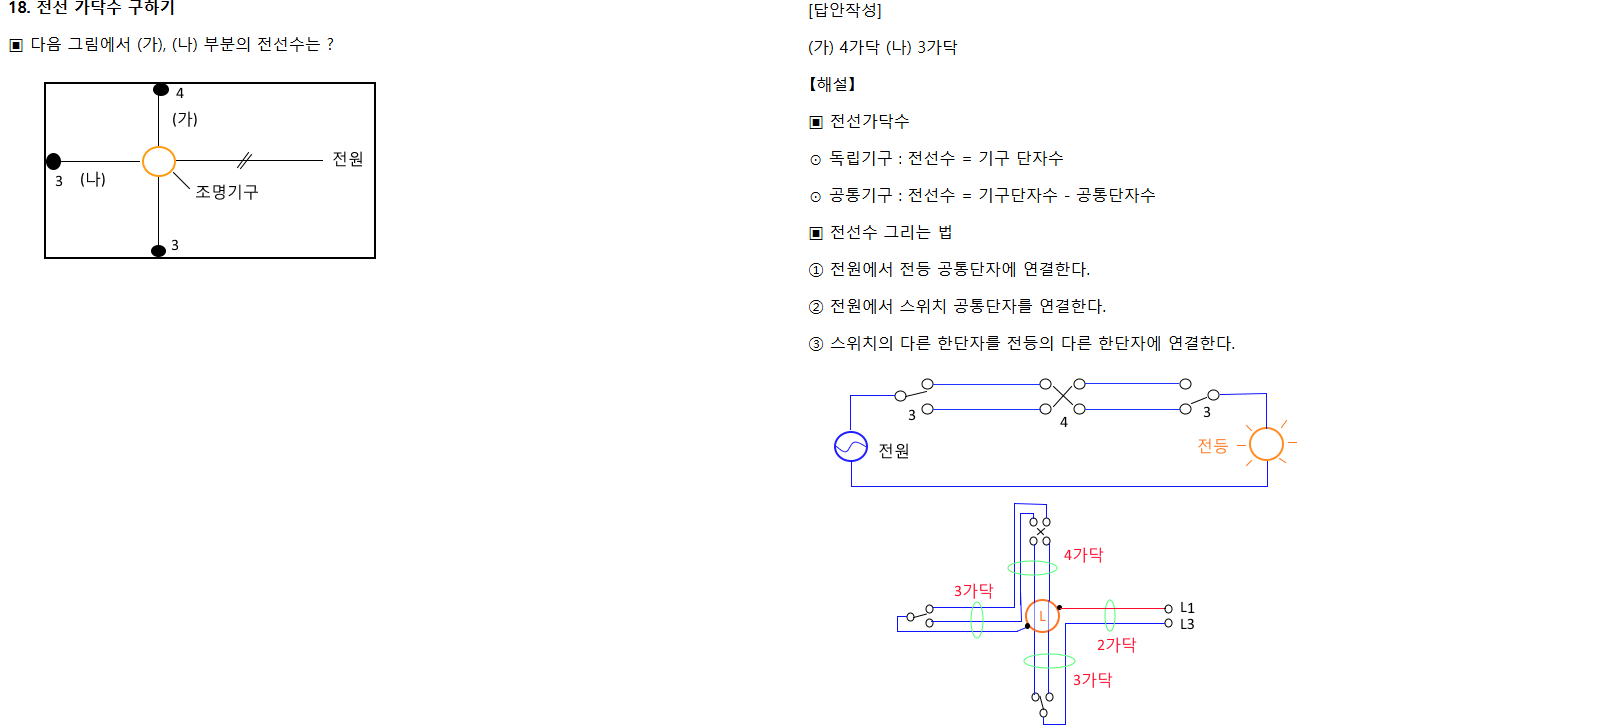 18. 전선 가닥수 구하기
▣ 다음 그림에서 (가), (나) 부분의 전선수는 ?
4
(가)
전원
3 (나)
조명기구
3
[답안작성]
(가) 4가닥 (나) 3가닥
【해설】
▣ 전선가닥수
⊙ 독립기구 : 전선수 = 기구 단자수
⊙ 공통기구 : 전선수 = 기구단자수 - 공통단자수
▣ 전선수 그리는 법
① 전원에서 전등 공통단자에 연결한다.
② 전원에서 스위치 공통단자를 연결한다.
③ 스위치의 다른 한단자를 전등의 다른 한단자에 연결한다.
3
4
3
전원
전등
4가닥
3가닥
L
L1
L3
2가닥
3가닥